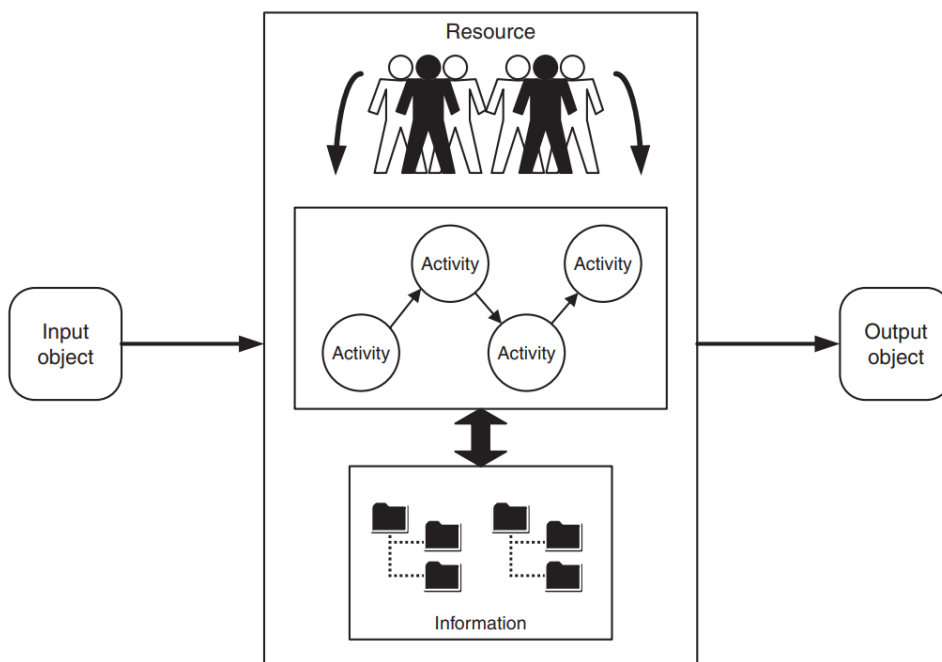 Resource
Activity
Activity
Activity
Activity
Input
object
Output
object
Information